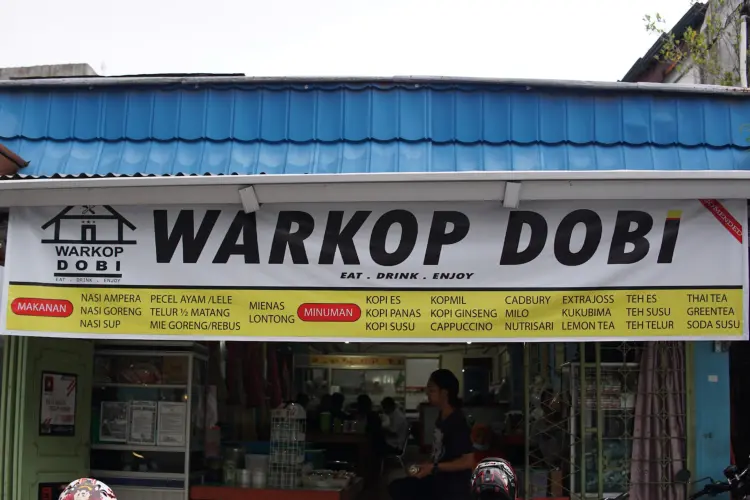 WARKOP
DOBI
EAT . DRINK . ENJOY
WARKOP DOBI
EAT . DRINK . ENJOY
MAKANAN
NASI AMPERA PECEL AYAM /LELE
NASI GORENG TELUR ½ MATANG
NASI SUP MIE GORENG/REBUS
MIENAS
LONTONG
MINUMAN
KOPI ES KOPMIL CADBURY EXTRAJOSS TEH ES THAI TEA
KOPI PANAS KOPI GINSENG MILO KUKUBIMA TEH SUSU GREENTEA
KOPI SUSU CAPPUCINO NUTRISARI LEMON TEA TEH TELUR SODA SUSU